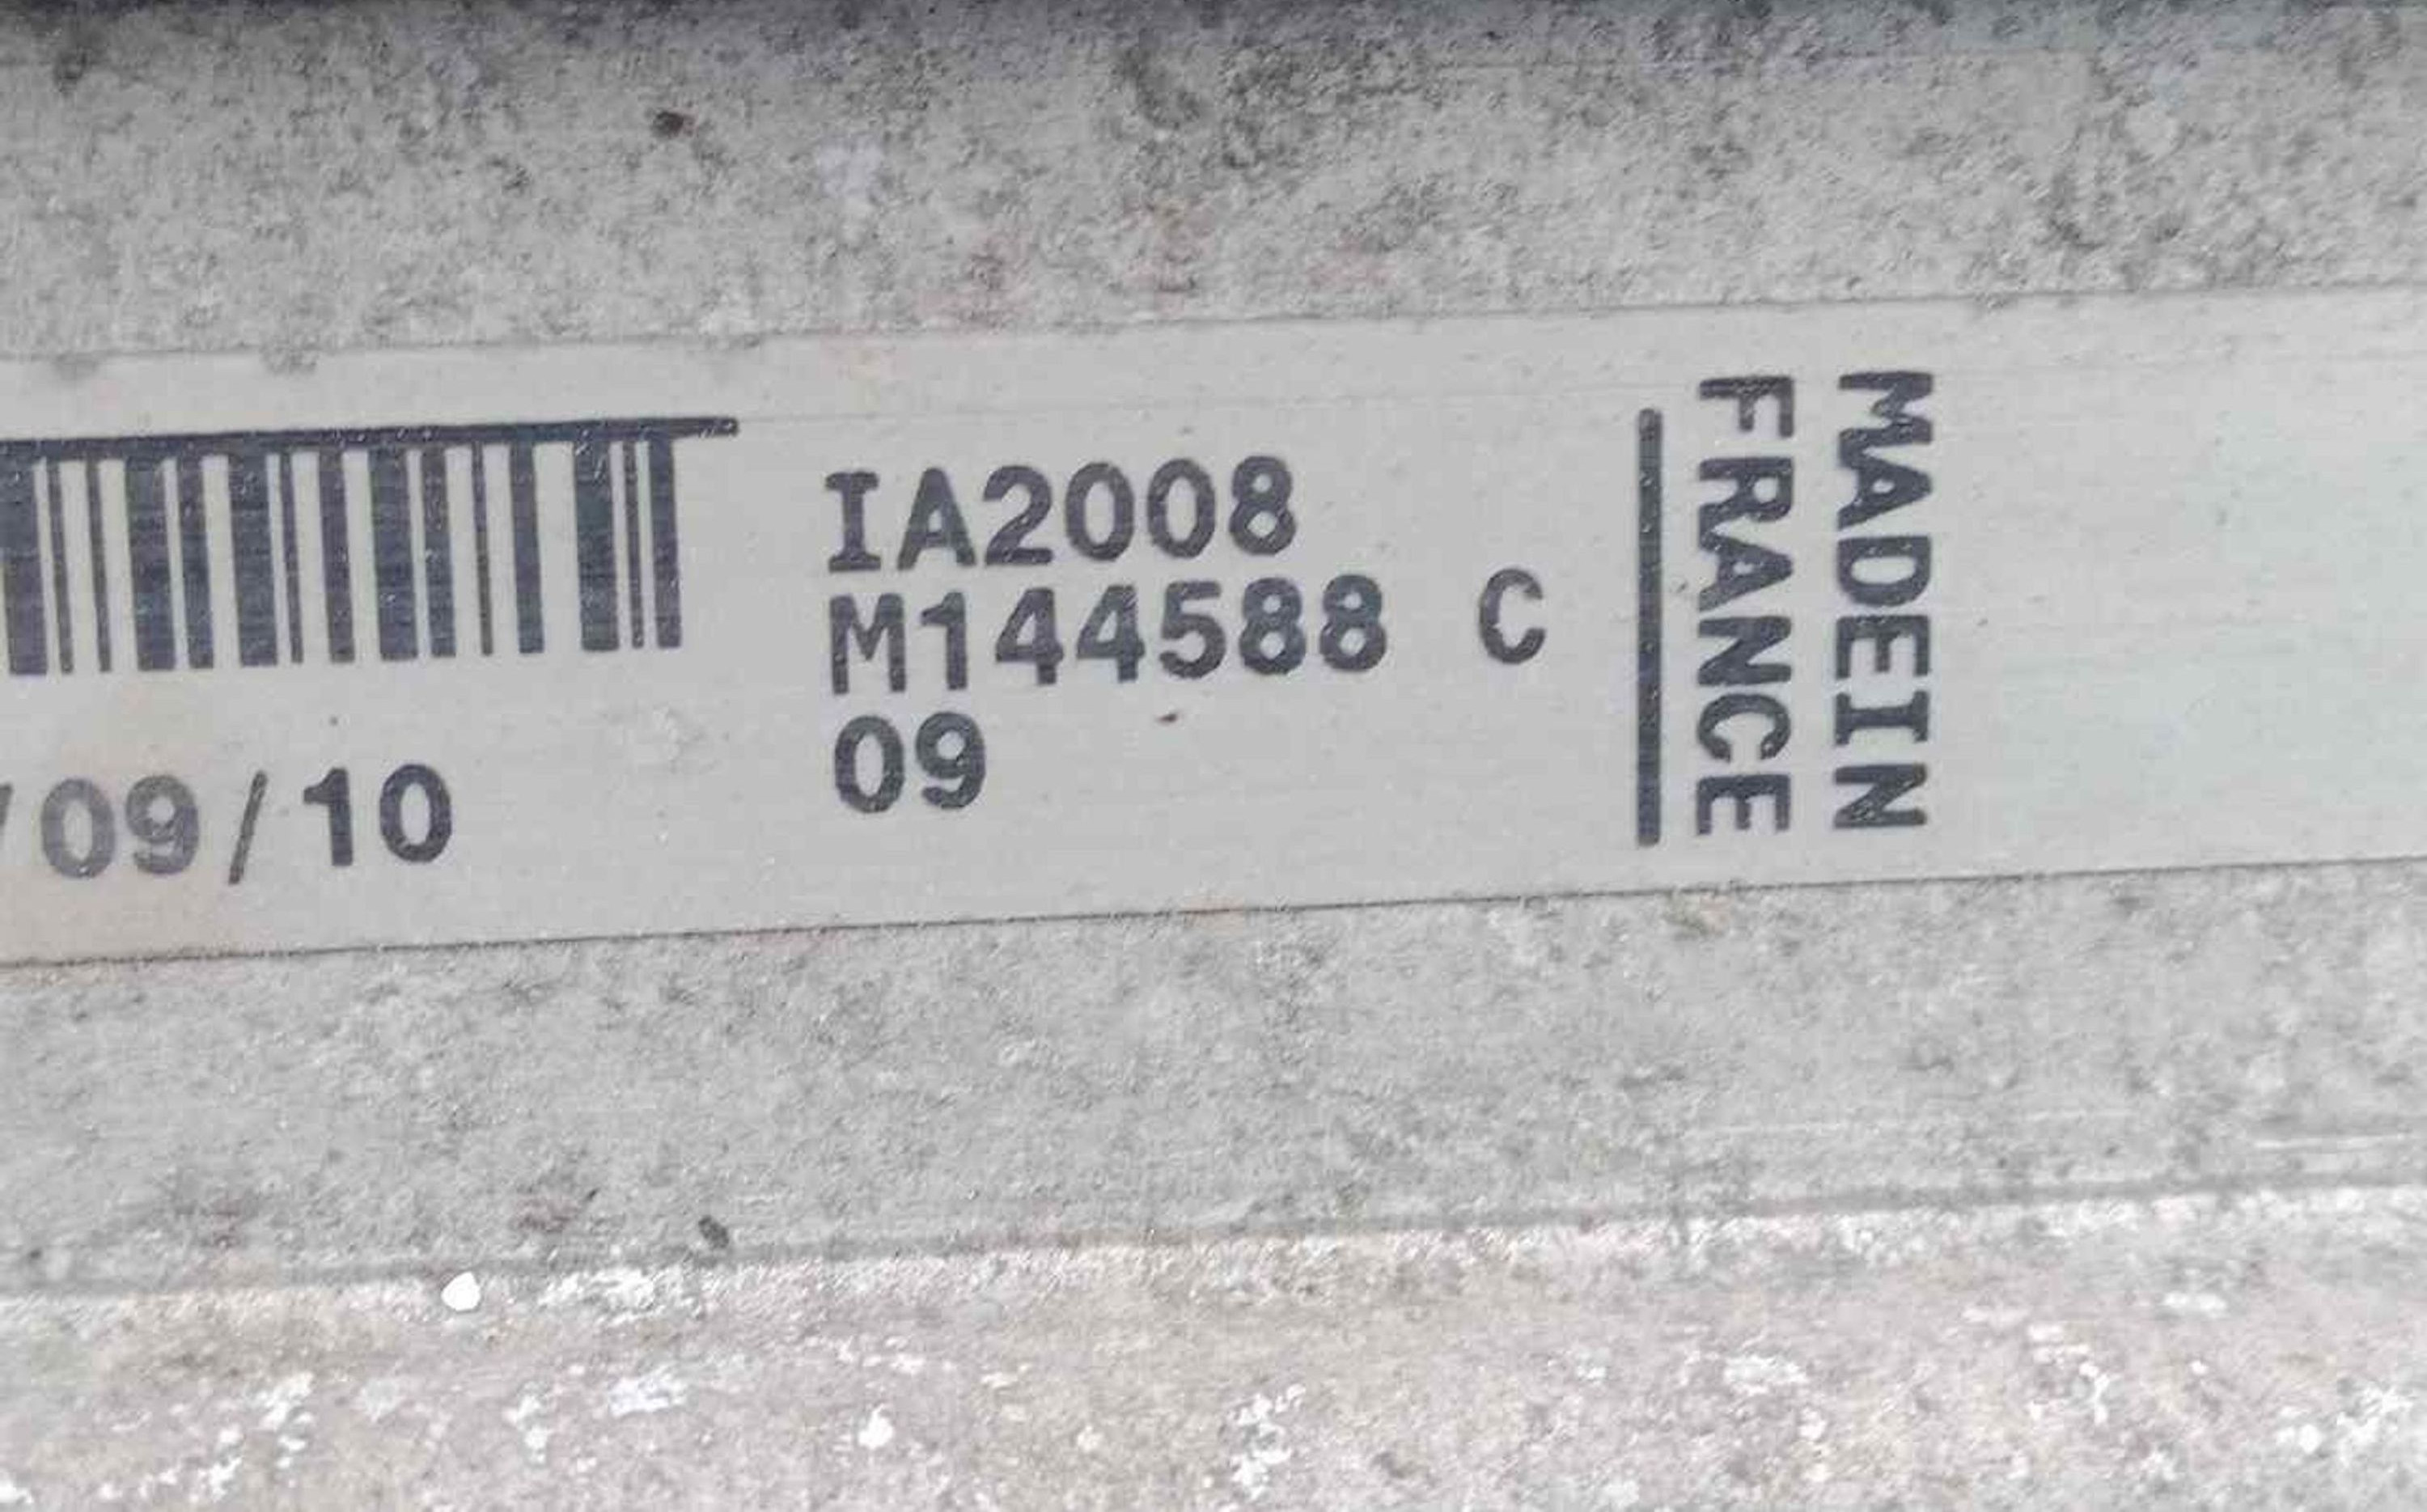 IA2008
M144588 C
09
/09/10
MADEIN
FRANCE